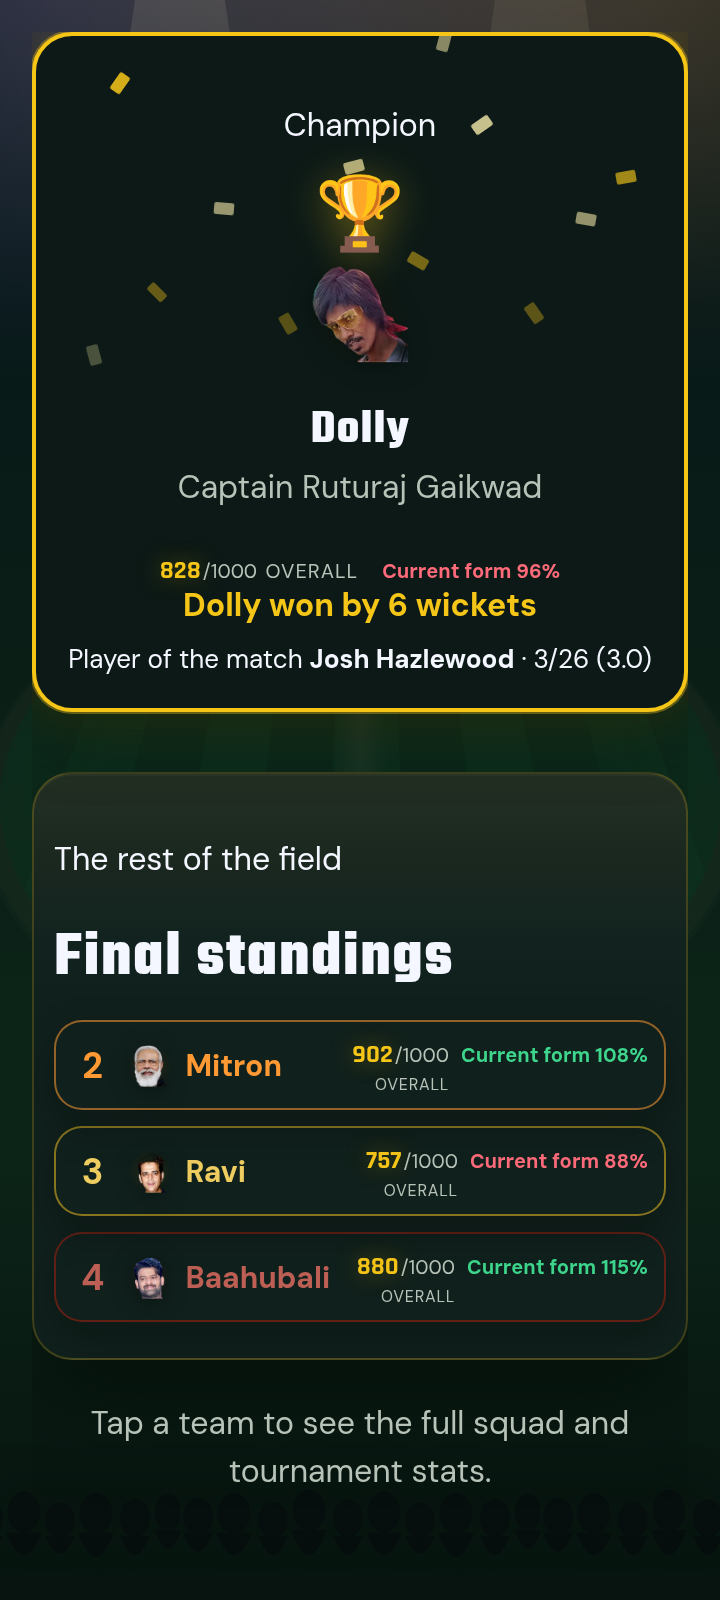 Champion
Dolly
Captain Ruturaj Gaikwad
828/1000 OVERALL Current form 96%
Dolly won by 6 wickets
Player of the match Josh Hazlewood · 3/26 (3.0)
The rest of the field
Final standings
2 Mitron 902/1000 Current form 108%
OVERALL
3 Ravi 757/1000 Current form 88%
OVERALL
4 Baahubali 880/1000 Current form 115%
OVERALL
Tap a team to see the full squad and
tournament stats.